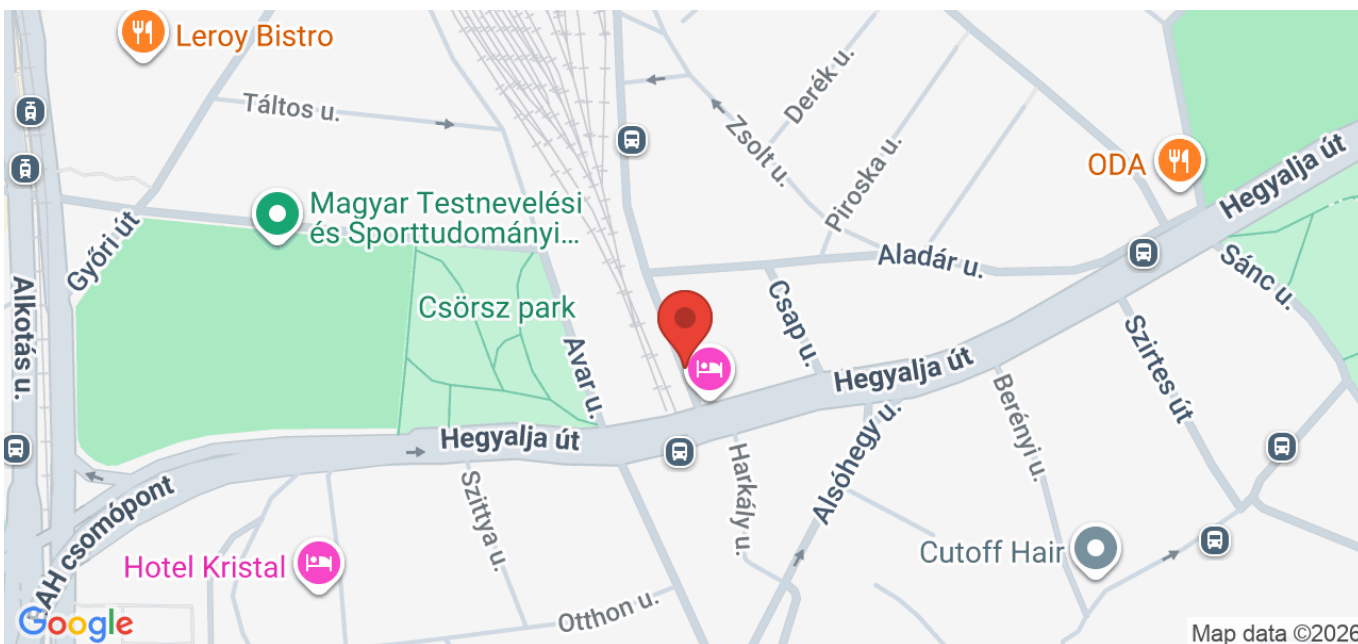 Leroy Bistro
Táltos u.
Derék u.
Zsolt u.
Piroska u.
ODA
Hegyalja út
Magyar Testnevelési
és Sporttudományi...
Győri út
Aladár u.
Sánc u.
Alkotás u.
Csörsz park
Csap u.
Avar u.
Szirtes út
Hegyalja út
Berényi u.
Hegyalja út
Alsóhegy u.
Harkály u.
Szittya u.
AH csomópont
Hotel Kristal
Cutoff Hair
Otthon u.
Google
Map data ©2026